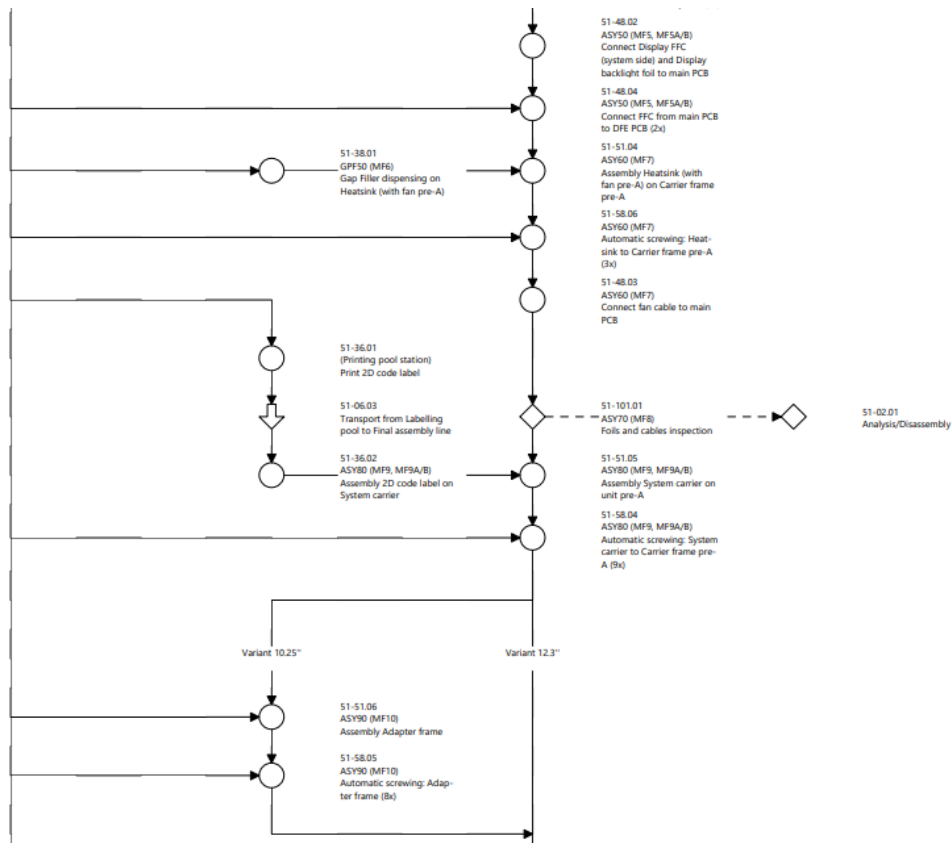 51-48.02
ASY50 (MF5, MF5A/B)
Connect Display FFC
(system side) and Display
backlight foil to main PCB
51-48.04
ASY50 (MF5, MF5A/B)
Connect FFC from main PCB
to DFE PCB (2x)
51-38.01
GPF50 (MF6)
Gap Filler dispensing on
Heatsink (with fan pre-A)
51-51.04
ASY60 (MF7)
Assembly Heatsink (with
fan pre-A) on Carrier frame
pre-A
51-58.06
ASY60 (MF7)
Automatic screwing: Heat-
sink to Carrier frame pre-A
(3x)
51-48.03
ASY60 (MF7)
Connect fan cable to main
PCB
51-36.01
(Printing pool station)
Print 2D code label
51-06.03
Transport from Labelling
pool to Final assembly line
51-101.01
ASY70 (MF8)
Foils and cables inspection
51-02.01
Analysis/Disassembly
51-36.02
ASY80 (MF9, MF9A/B)
Assembly 2D code label on
System carrier
51-51.05
ASY80 (MF9, MF9A/B)
Assembly System carrier on
unit pre-A
51-58.04
ASY80 (MF9, MF9A/B)
Automatic screwing: System
carrier to Carrier frame pre-
A (9x)
Variant 10.25"
Variant 12.3''
51-51.06
ASY90 (MF10)
Assembly Adapter frame
51-58.05
ASY90 (MF10)
Automatic screwing: Adap-
ter frame (8x)